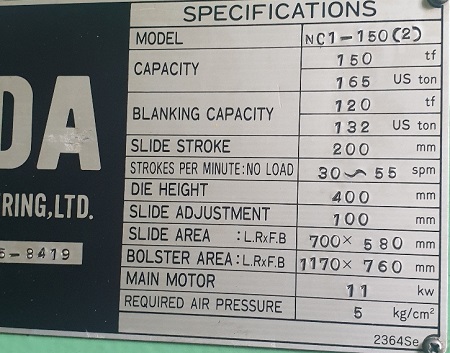 SPECIFICATIONS
MODEL NC1-150(2)
CAPACITY 150 tf
165 US ton
BLANKING CAPACITY 120 tf
132 US ton
SLIDE STROKE 200 mm
STROKES PER MINUTE: NO LOAD 30~55 spm
DIE HEIGHT 400 mm
SLIDE ADJUSTMENT 100 mm
SLIDE AREA : L.RxF.B 700× 580 mm
BOLSTER AREA: L.RxF.B 1170× 760 mm
MAIN MOTOR 11 kw
REQUIRED AIR PRESSURE 5 kg/cm²
2364Se
DA
RING,LTD.
-8419